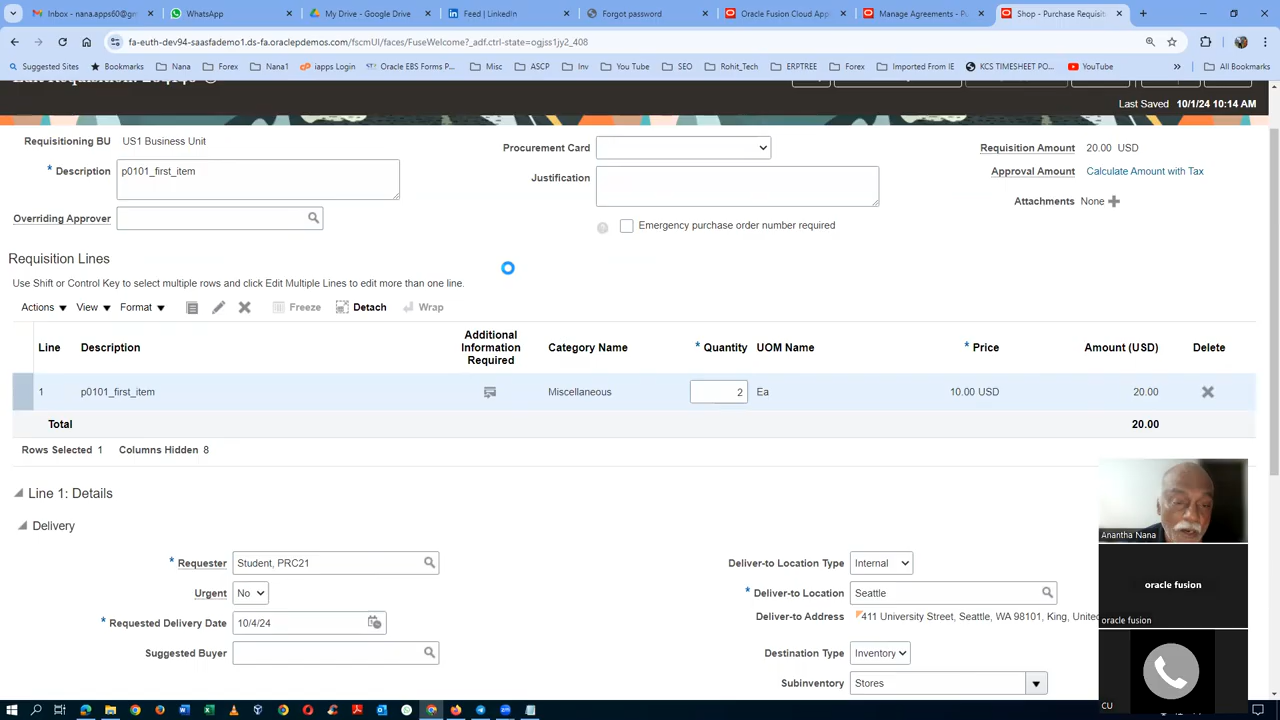 Inbox - nana.apps60@gm
WhatsApp
My Drive - Google Drive
Feed | LinkedIn
Forgot password
Oracle Fusion Cloud App
Manage Agreements - Pu
Shop - Purchase Requisit
fa-euth-dev94-saasfademo1.ds-fa.oraclepdemos.com/fscmUI/faces/FuseWelcome?_adf.ctrl-state=ogjss1jy2_408
Suggested Sites
Bookmarks
Nana
Forex
Nana1
iapps Login
Oracle EBS Forms P...
Misc
ASCP
Inv
You Tube
SEO
Rohit_Tech
ERPTREE
Forex
Imported From IE
KCS TIMESHEET PO...
YouTube
All Bookmarks
Last Saved 10/1/24 10:14 AM
Requisitioning BU US1 Business Unit
Procurement Card
Requisition Amount 20.00 USD
* Description p0101_first_item
Justification
Approval Amount Calculate Amount with Tax
Attachments None
Overriding Approver
Emergency purchase order number required
Requisition Lines
Use Shift or Control Key to select multiple rows and click Edit Multiple Lines to edit more than one line.
Actions View Format Freeze Detach Wrap
Line Description Additional Information Required Category Name * Quantity UOM Name * Price Amount (USD) Delete
1 p0101_first_item Miscellaneous 2 Ea 10.00 USD 20.00
Total 20.00
Rows Selected 1 Columns Hidden 8
Line 1: Details
Delivery
* Requester Student, PRC21
Deliver-to Location Type Internal
Urgent No
* Deliver-to Location Seattle
* Requested Delivery Date 10/4/24
Deliver-to Address 411 University Street, Seattle, WA 98101, King, United
Suggested Buyer
Destination Type Inventory
Subinventory Stores
Anantha Nana
oracle fusion
oracle fusion
CU